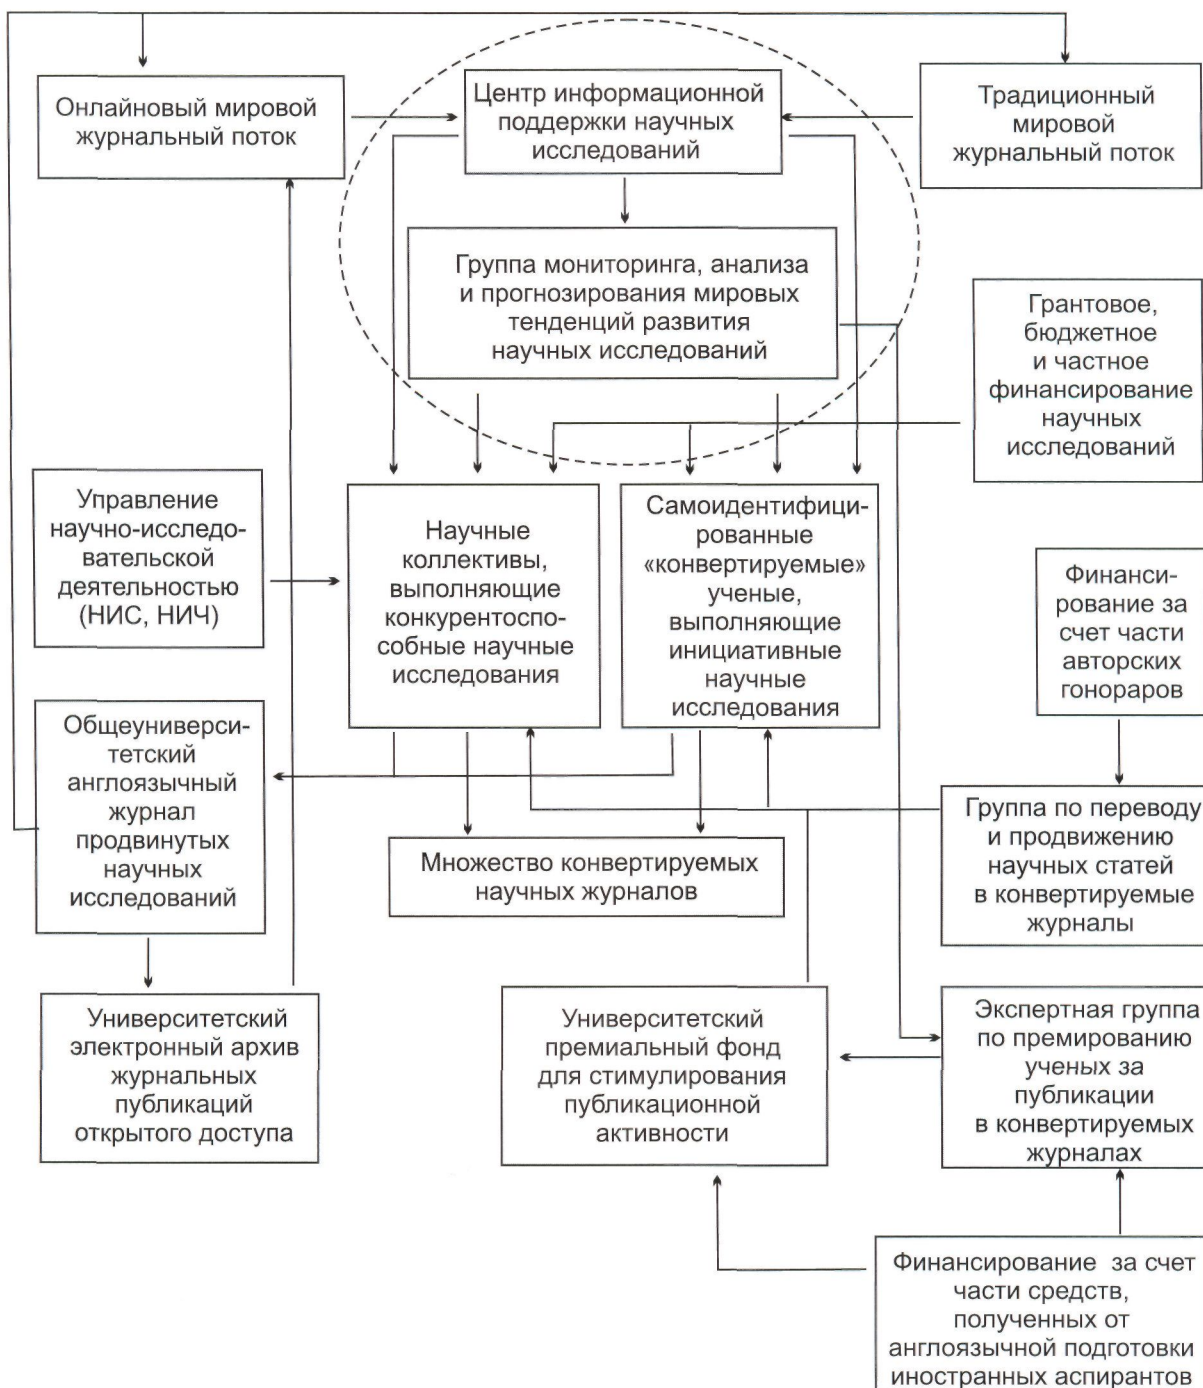 Онлайновый мировой
журнальный поток
Центр информационной
поддержки научных
исследований
Традиционный
мировой
журнальный поток
Группа мониторинга, анализа
и прогнозирования мировых
тенденций развития
научных исследований
Грантовое,
бюджетное
и частное
финансирование
научных
исследований
Управление
научно-исследо-
вательской
деятельностью
(НИС, НИЧ)
Научные
коллективы,
выполняющие
конкурентоспо-
собные научные
исследования
Самоидентифици-
рованные
«конвертируемые»
ученые,
выполняющие
инициативные
научные
исследования
Финанси-
рование за
счет части
авторских
гонораров
Общеуниверси-
тетский
англоязычный
журнал
продвинутых
научных
исследований
Множество конвертируемых
научных журналов
Группа по переводу
и продвижению
научных статей
в конвертируемые
журналы
Университетский
электронный архив
журнальных
публикаций
открытого доступа
Университетский
премиальный фонд
для стимулирования
публикационной
активности
Экспертная группа
по премированию
ученых за
публикации
в конвертируемых
журналах
Финансирование за счет
части средств,
полученных от
англоязычной подготовки
иностранных аспирантов